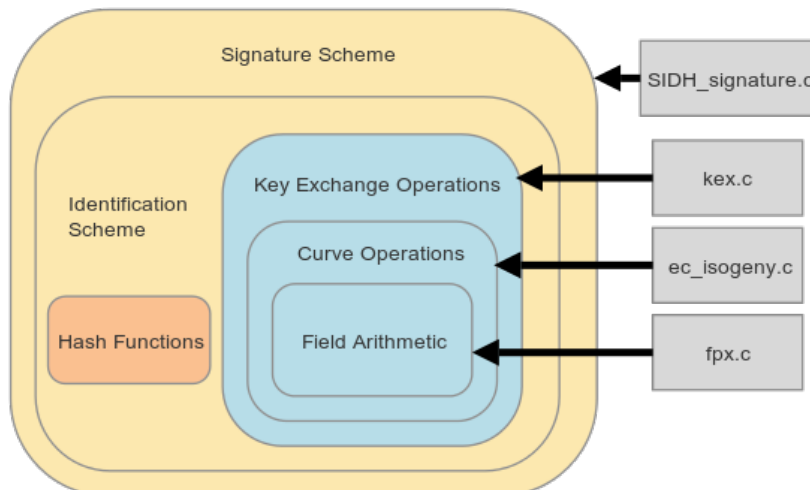 Signature Scheme
SIDH_signature.c
Key Exchange Operations
kex.c
Identification
Scheme
Curve Operations
ec_isogeny.c
Hash Functions
Field Arithmetic
fpx.c